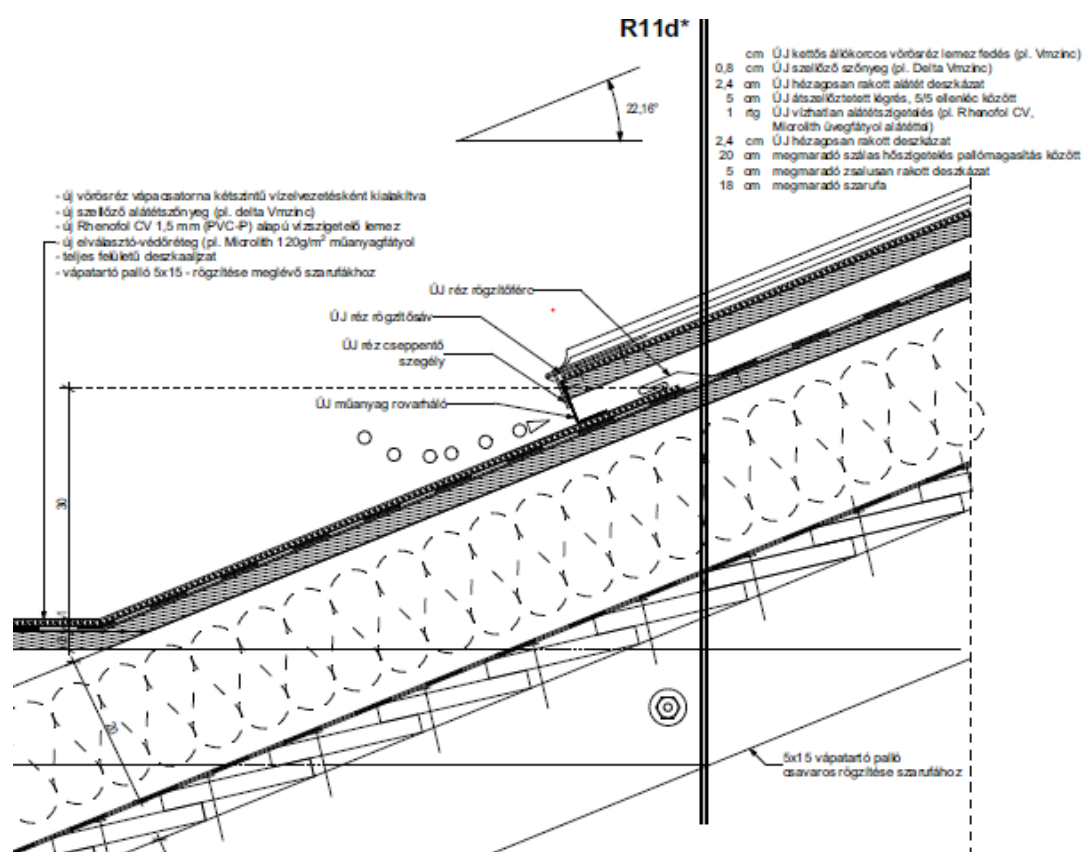 R11d*
cm ÚJ kettős állókorcos vörösréz lemez fedés (pl. Vmzinc)
0,8 cm ÚJ szellőző szőnyeg (pl. Delta Vmzinc)
2,4 cm ÚJ hézagosan rakott alátét deszkázat
5 cm ÚJ átszellőztetett légrés, 5/5 ellenléc között
1 rtg ÚJ vízhatlan alátétszigetelés (pl. Rhenofol CV,
Microlith üvegfátyol alátéttel)
2,4 cm ÚJ hézagosan rakott deszkázat
20 cm megmaradó szálas hőszigetelés pallómagasítás között
5 cm megmaradó zsalusan rakott deszkázat
18 cm megmaradó szarufa
22,16°
- új vörösréz vápacsatorna kétszintű vízelvezetésként kialakítva
- új szellőző alátétszőnyeg (pl. delta Vmzinc)
- új Rhenofol CV 1,5 mm (PVC-P) alapú vízszigetelő lemez
- új elválasztó-védőréteg (pl. Microlith 120g/m² műanyagfátyol
- teljes felületű deszkaaljzat
- vápatartó palló 5x15 - rögzítése meglévő szarufákhoz
ÚJ réz rögzítőférc
ÚJ réz rögzítősáv
ÚJ réz cseppentő
szegély
ÚJ műanyag rovarháló
30
20
5x15 vápatartó palló
csavaros rögzítése szarufához